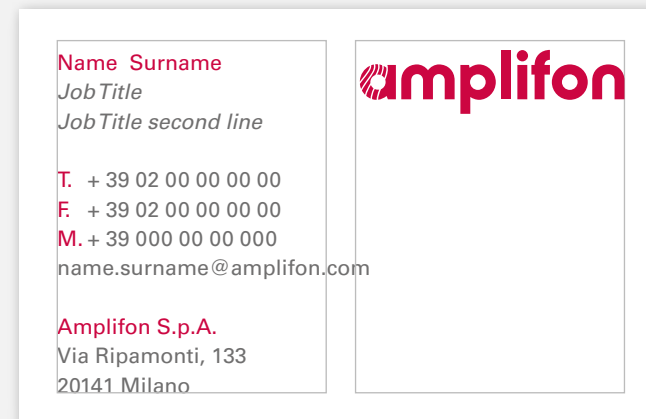 Name Surname
Job Title
Job Title second line
T. + 39 02 00 00 00 00
F. + 39 02 00 00 00 00
M. + 39 000 00 00 000
name.surname@amplifon.com
Amplifon S.p.A.
Via Ripamonti, 133
20141 Milano
amplifon